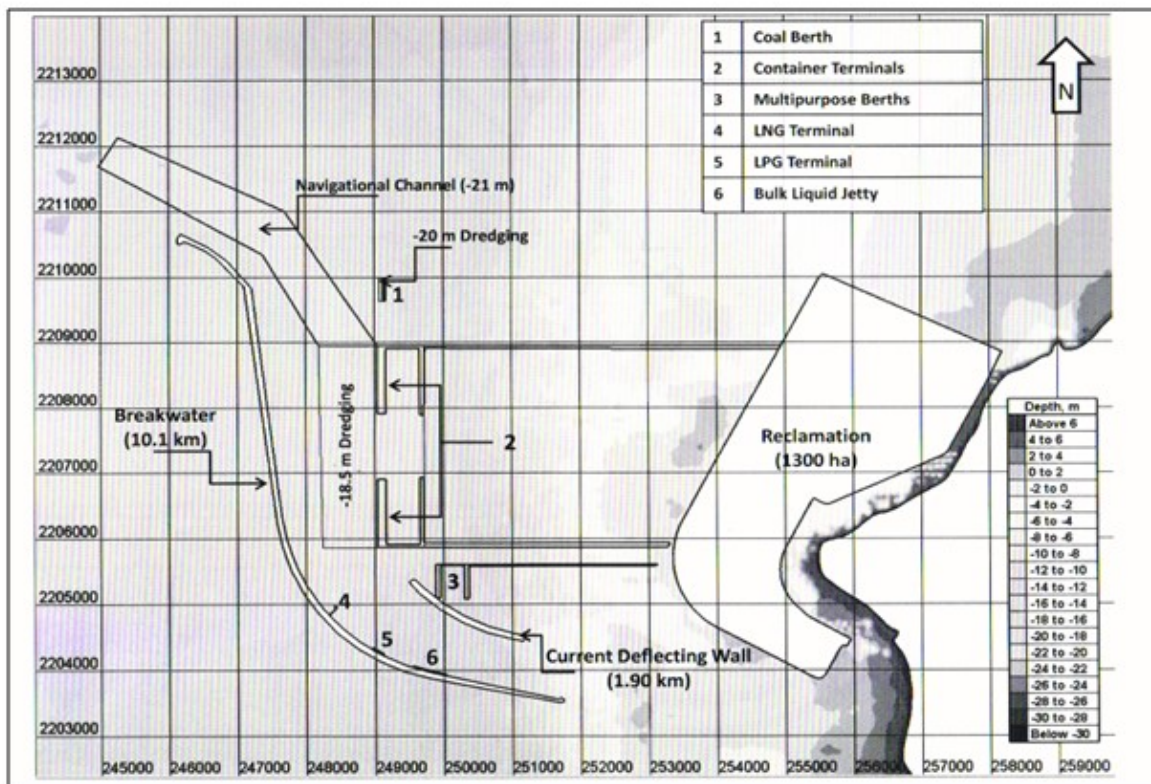 1 Coal Berth
2 Container Terminals
3 Multipurpose Berths
4 LNG Terminal
5 LPG Terminal
6 Bulk Liquid Jetty
N
2213000
2212000
2211000
2210000
2209000
2208000
2207000
2206000
2205000
2204000
2203000
Navigational Channel (-21 m)
-20 m Dredging
1
-18.5 m Dredging
Breakwater
(10.1 km)
2
Reclamation
(1300 ha)
3
4
5
6
Current Deflecting Wall
(1.90 km)
Depth, m
Above 6
4 to 6
2 to 4
0 to 2
-2 to 0
-4 to -2
-6 to -4
-8 to -6
-10 to -8
-12 to -10
-14 to -12
-16 to -14
-18 to -16
-20 to -18
-22 to -20
-24 to -22
-26 to -24
-28 to -26
-30 to -28
Below -30
245000 246000 247000 248000 249000 250000 251000 252000 253000 254000 255000 256000 257000 258000 259000